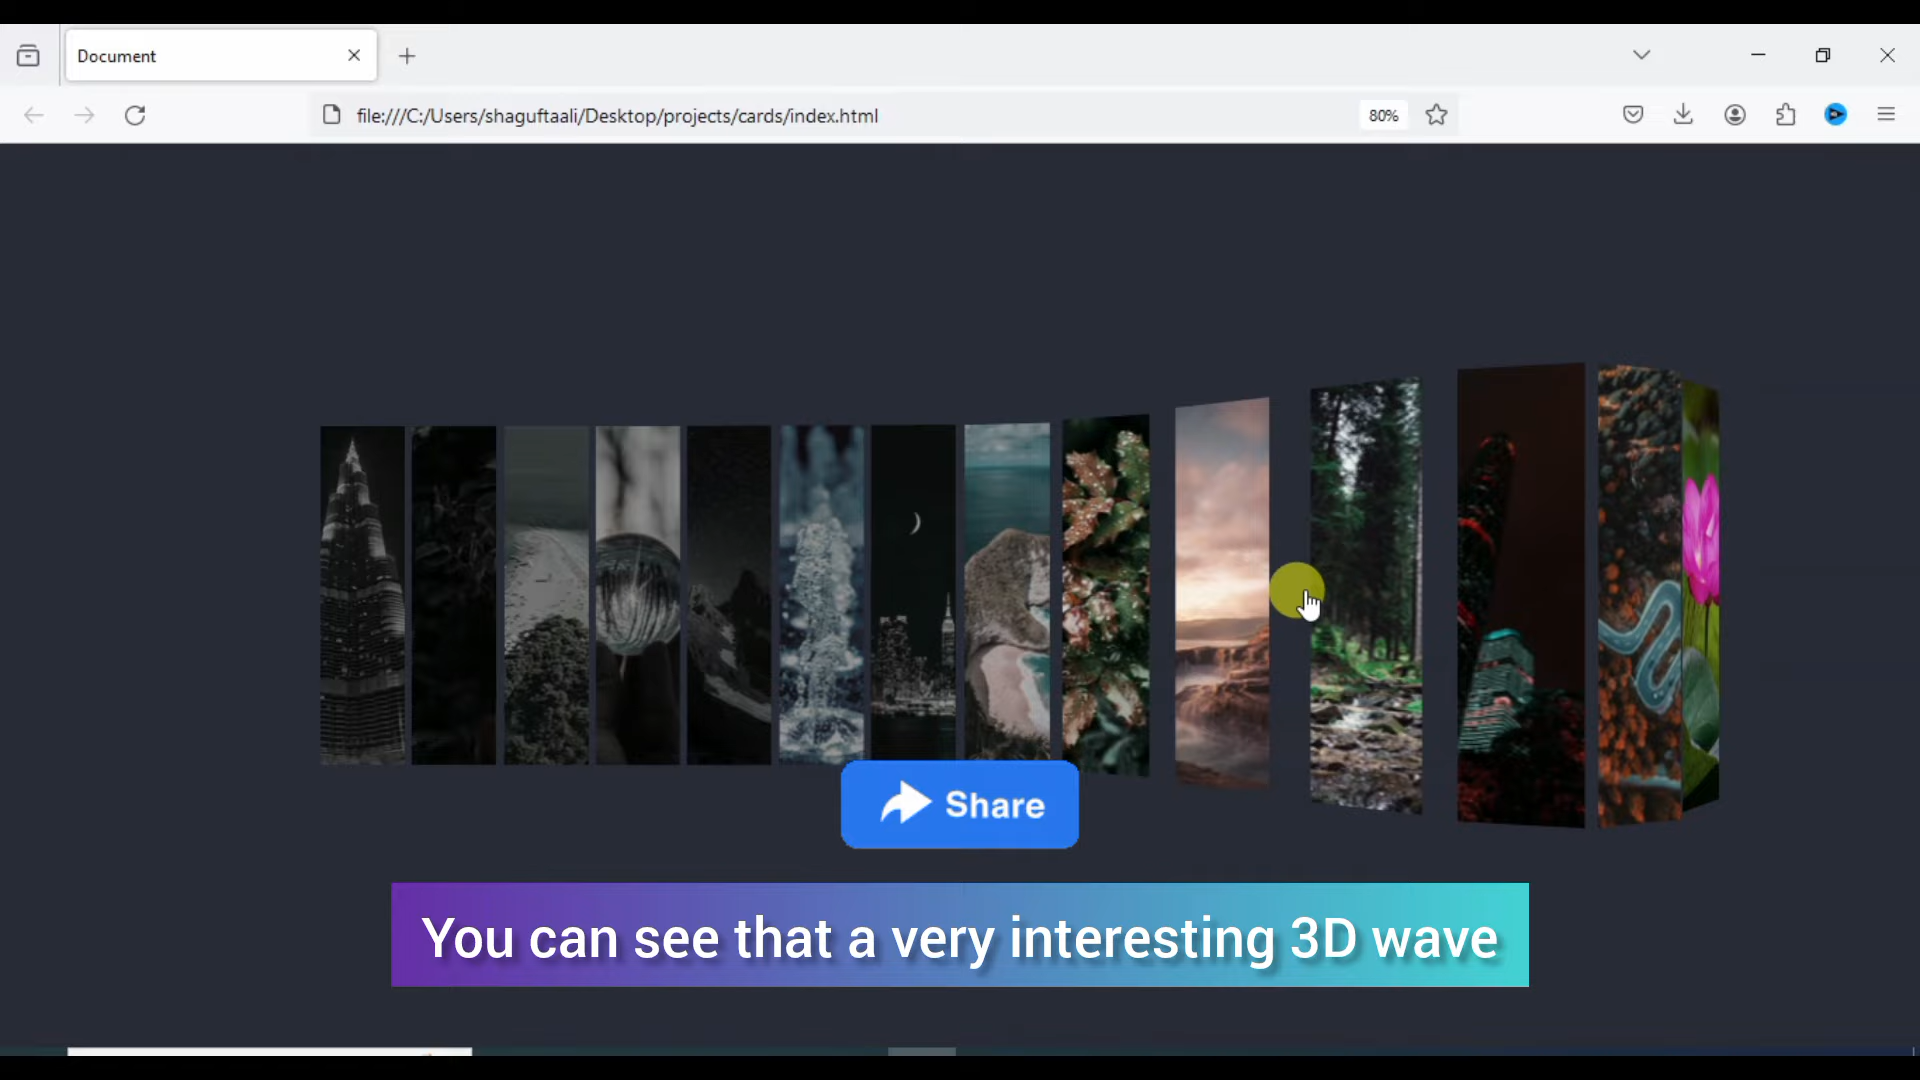 Document
file:///C:/Users/shaguftaali/Desktop/projects/cards/index.html
80%
Share
You can see that a very interesting 3D wave